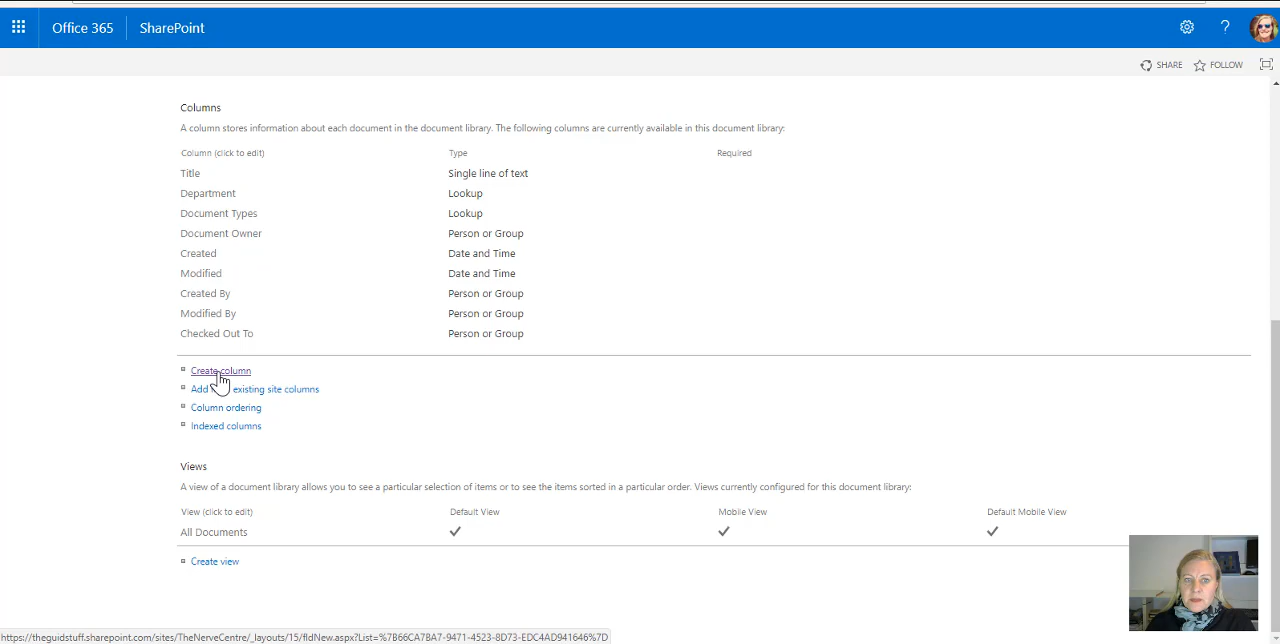 Office 365 SharePoint ?
SHARE FOLLOW
Columns
A column stores information about each document in the document library. The following columns are currently available in this document library:
Column (click to edit) Type Required
Title Single line of text
Department Lookup
Document Types Lookup
Document Owner Person or Group
Created Date and Time
Modified Date and Time
Created By Person or Group
Modified By Person or Group
Checked Out To Person or Group
Create column
Add existing site columns
Column ordering
Indexed columns
Views
A view of a document library allows you to see a particular selection of items or to see the items sorted in a particular order. Views currently configured for this document library:
View (click to edit) Default View Mobile View Default Mobile View
All Documents
Create view
https://theguidstuff.sharepoint.com/sites/TheNerveCentre/_layouts/15/fldNew.aspx?List=%7B66CA7BA7-9471-4523-8D73-EDC4AD941646%7D